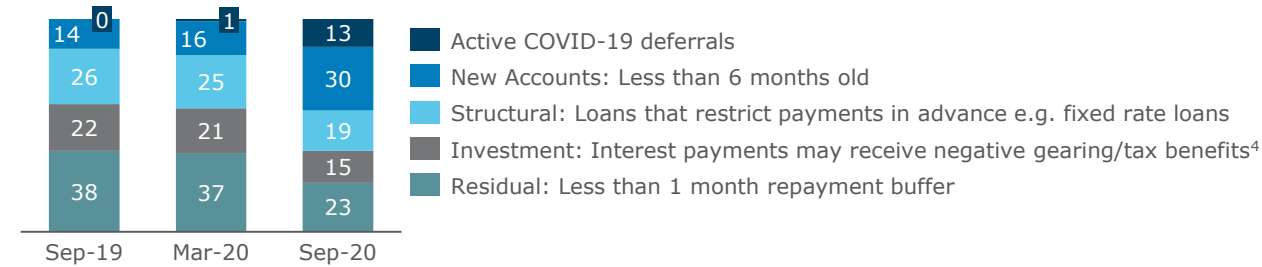 0 1
14 16 13
26 25 30
22 21 19
38 37 15
23
Sep-19 Mar-20 Sep-20
Active COVID-19 deferrals
New Accounts: Less than 6 months old
Structural: Loans that restrict payments in advance e.g. fixed rate loans
Investment: Interest payments may receive negative gearing/tax benefits⁴
Residual: Less than 1 month repayment buffer